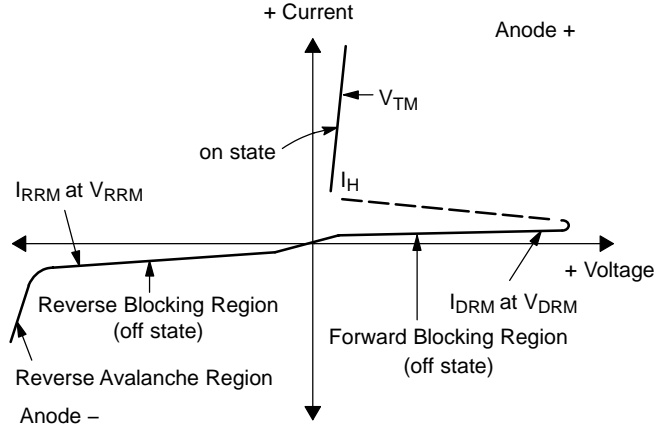 + Current
Anode +
VTM
on state
IH
IRRM at VRRM
+ Voltage
IDRM at VDRM
Reverse Blocking Region
(off state)
Forward Blocking Region
(off state)
Reverse Avalanche Region
Anode −